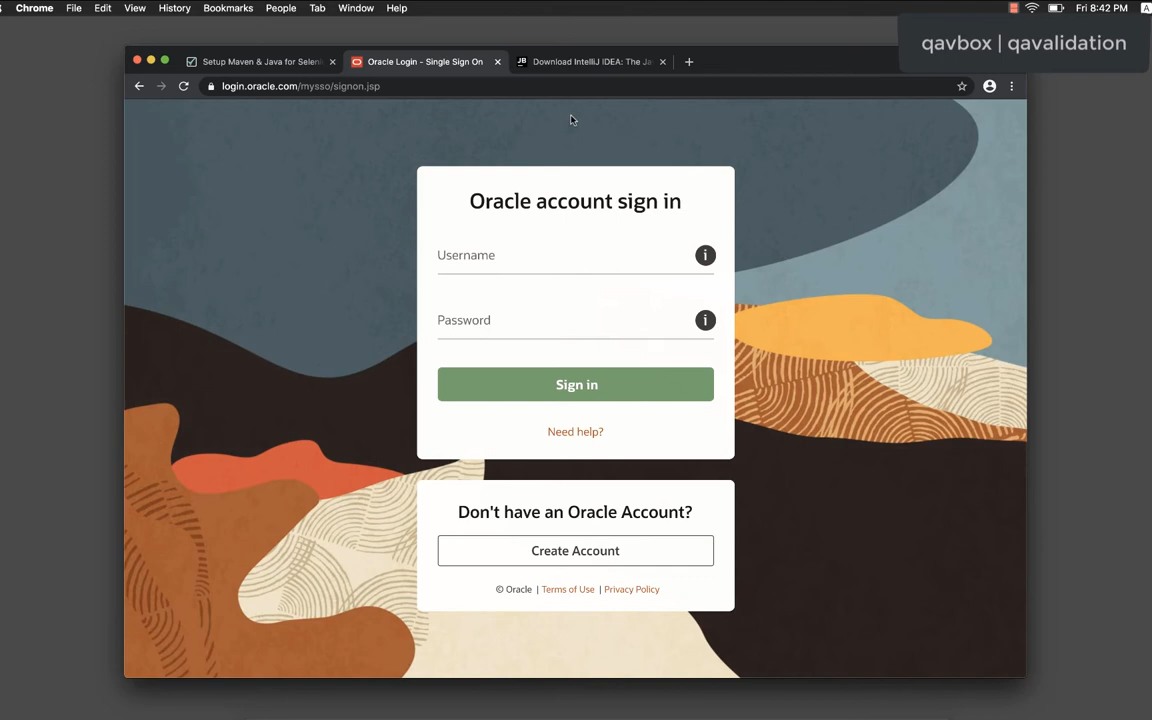 Chrome File Edit View History Bookmarks People Tab Window Help Fri 8:42 PM A
qavbox | qavalidation
Setup Maven & Java for Seleni Oracle Login - Single Sign On JB Download IntelliJ IDEA: The Ja
login.oracle.com/mysso/signon.jsp
Oracle account sign in
Username i
Password i
Sign in
Need help?
Don't have an Oracle Account?
Create Account
© Oracle | Terms of Use | Privacy Policy